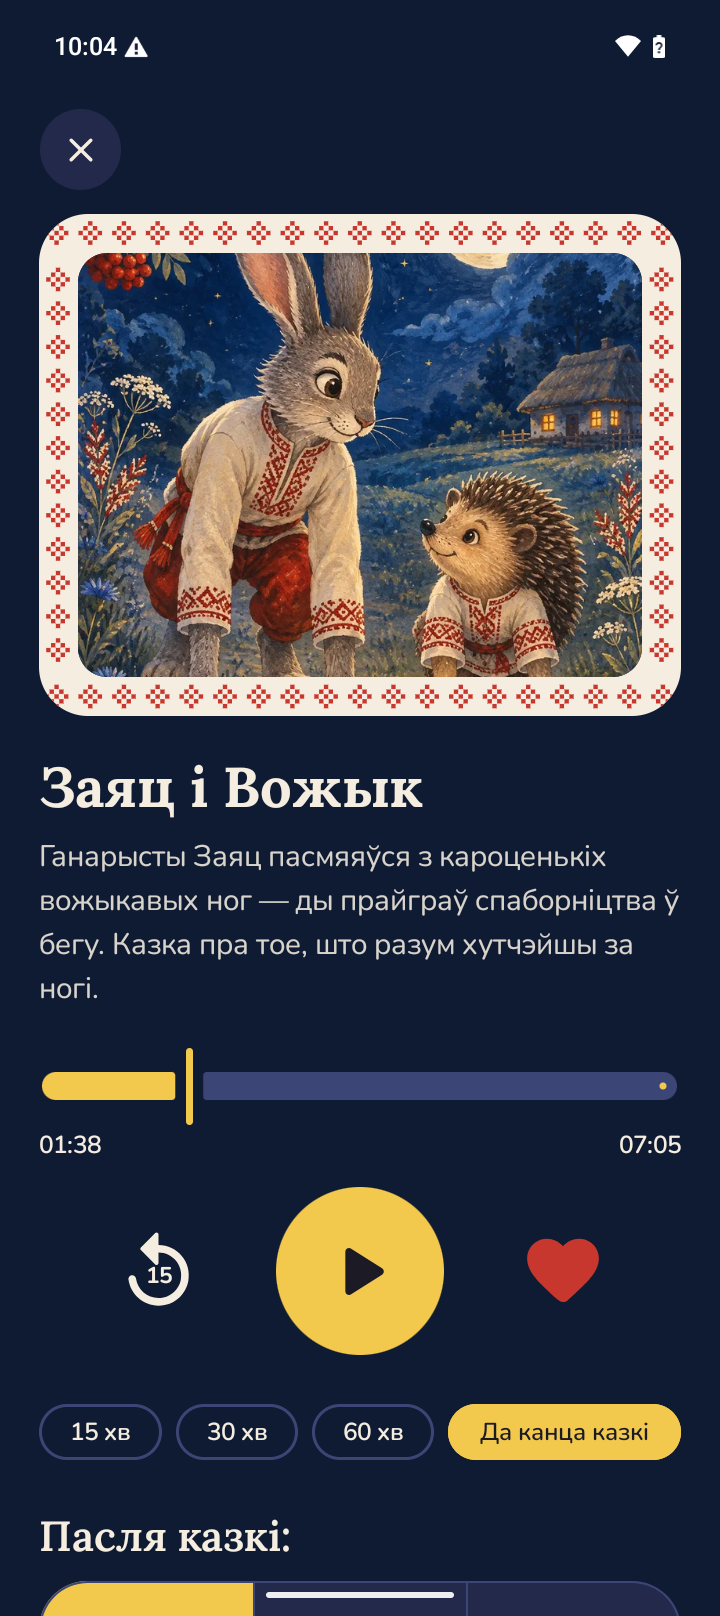 10:04
Заяц і Вожык
Ганарысты Заяц пасмяяўся з кароценькіх
вожыкавых ног — ды прайграў спаборніцтва ў
бегу. Казка пра тое, што разум хутчэйшы за
ногі.
01:38 07:05
15
15 хв 30 хв 60 хв Да канца казкі
Пасля казкі: